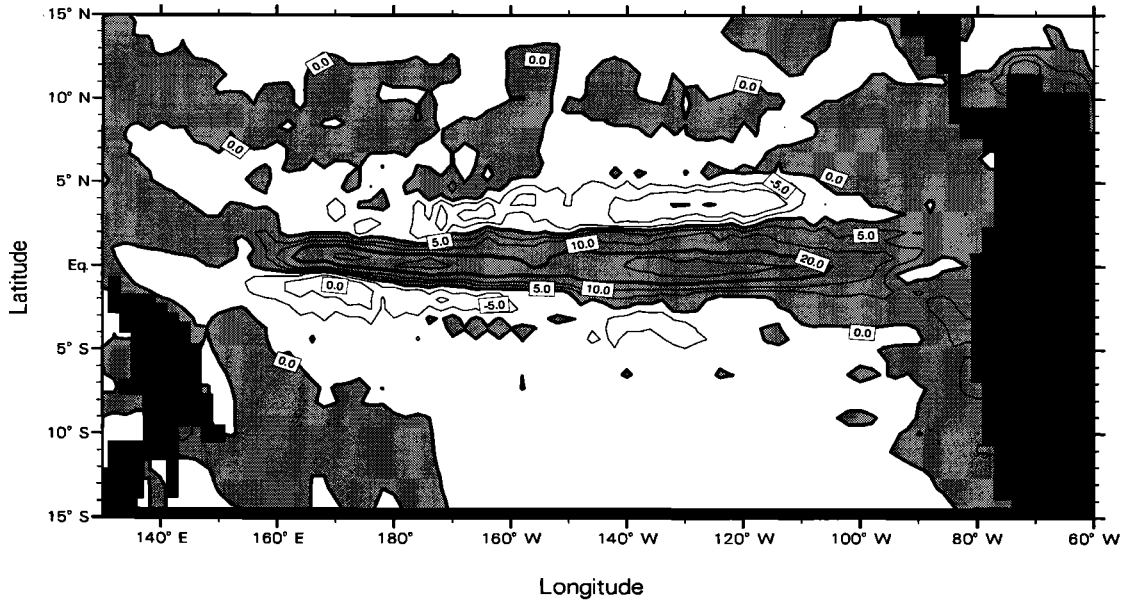 15° N
0.0
0.0
0.0
10° N
0.0
5° N
0.0
-5.0
5.0
10.0
5.0
Eq.
20.0
0.0
5.0
10.0
-5.0
0.0
5° S
0.0
10° S
15° S
140° E
160° E
180°
160° W
140° W
120° W
100° W
80° W
60° W
Latitude
Longitude